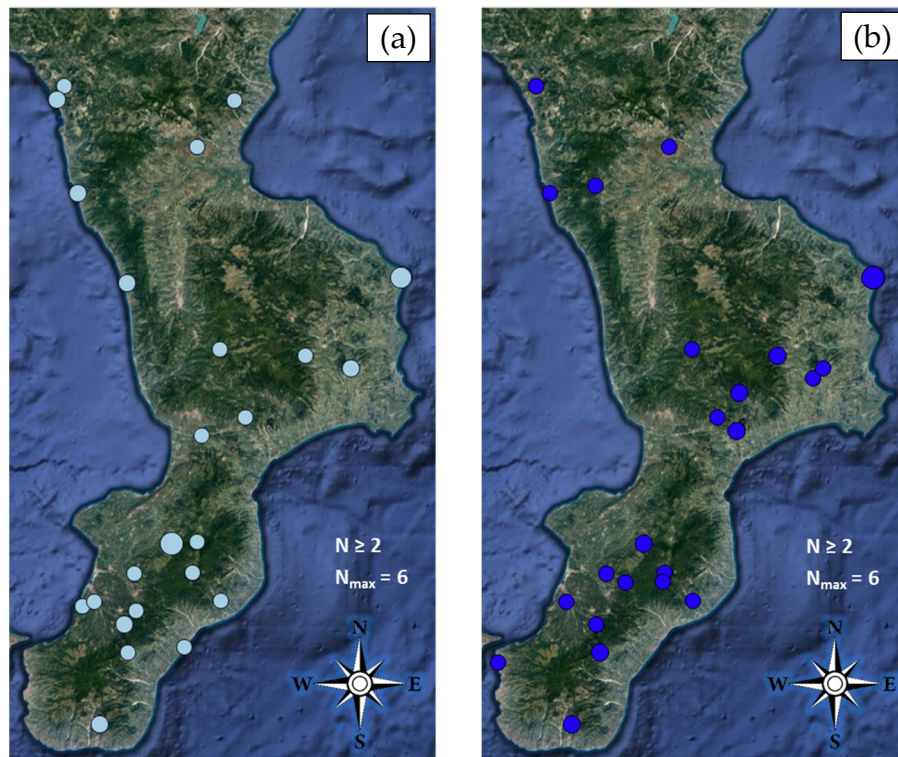 (a)
(b)
N ≥ 2
N_max = 6
N
W E
S
N ≥ 2
N_max = 6
N
W E
S